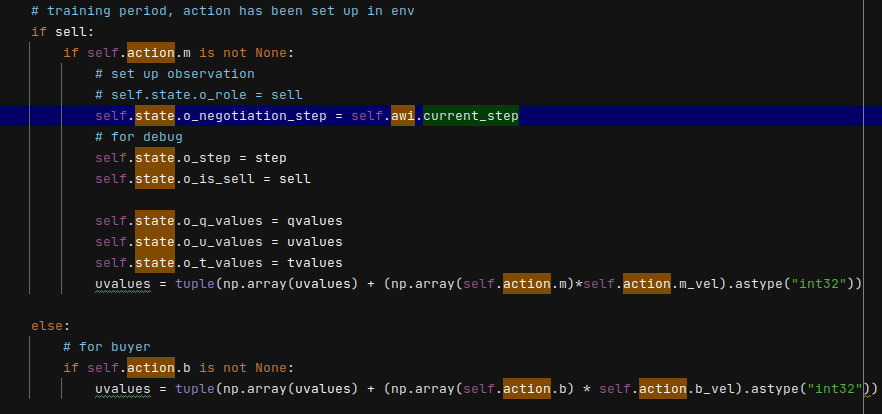 # training period, action has been set up in env
if sell:
    if self.action.m is not None:
        # set up observation
        # self.state.o_role = sell
        self.state.o_negotiation_step = self.awi.current_step
        # for debug
        self.state.o_step = step
        self.state.o_is_sell = sell

        self.state.o_q_values = qvalues
        self.state.o_u_values = uvalues
        self.state.o_t_values = tvalues
        uvalues = tuple(np.array(uvalues) + (np.array(self.action.m)*self.action.m_vel).astype("int32"))

else:
    # for buyer
    if self.action.b is not None:
        uvalues = tuple(np.array(uvalues) + (np.array(self.action.b) * self.action.b_vel).astype("int32"))